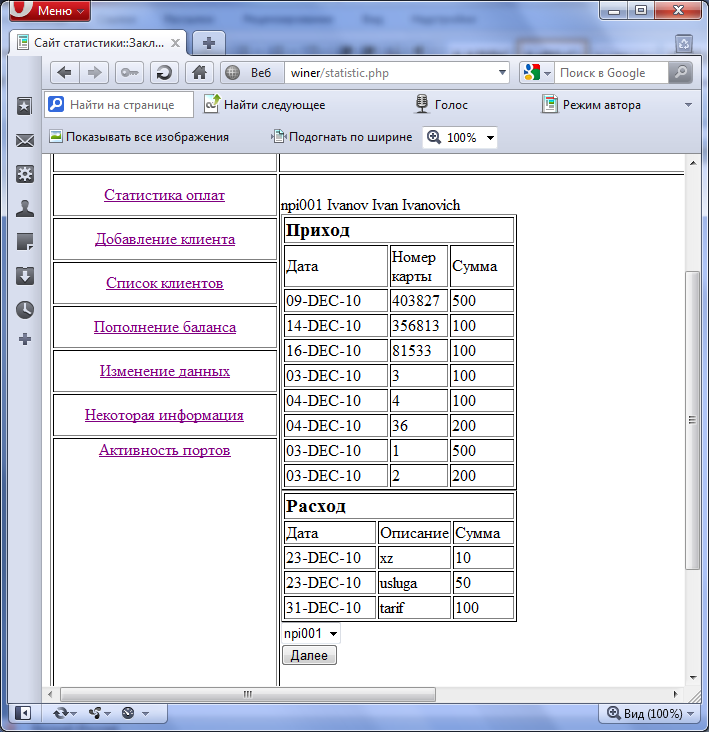 Меню
Сайт статистики::Закл...
Веб
winer/statistic.php
Поиск в Google
Найти на странице
Найти следующее
Голос
Режим автора
Показывать все изображения
Подогнать по ширине
100%
Статистика оплат
Добавление клиента
Список клиентов
Пополнение баланса
Изменение данных
Некоторая информация
Активность портов
npi001 Ivanov Ivan Ivanovich
Приход
Дата Номер карты Сумма
09-DEC-10 403827 500
14-DEC-10 356813 100
16-DEC-10 81533 100
03-DEC-10 3 100
04-DEC-10 4 100
04-DEC-10 36 200
03-DEC-10 1 500
03-DEC-10 2 200
Расход
Дата Описание Сумма
23-DEC-10 xz 10
23-DEC-10 usluga 50
31-DEC-10 tarif 100
npi001
Далее
Вид (100%)